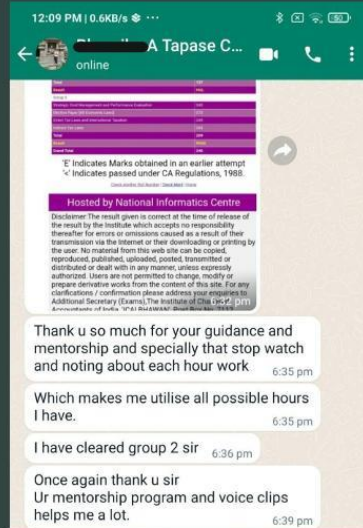 12:09 PM | 0.6KB/s
A Tapase C...
online
Result
Group II
Grand Total
'E' Indicates Marks obtained in an earlier attempt
'<' Indicates passed under CA Regulations, 1988.
Hosted by National Informatics Centre
Disclaimer:The result given is correct at the time of release of
the result by the Institute which accepts no responsibility
thereafter for errors or omissions caused as a result of their
transmission via the Internet or their downloading or printing by
the user. No material from this web site can be copied,
reproduced, published, uploaded, posted, transmitted or
distributed or dealt with in any manner, unless expressly
authorized. Users are not permitted to change, modify or
prepare derivative works from the content of this site. For any
clarifications / confirmation please address your enquiries to
Additional Secretary (Exams),The Institute of
6:32 pm
Thank u so much for your guidance and
mentorship and specially that stop watch
and noting about each hour work
6:35 pm
Which makes me utilise all possible hours
I have.
6:35 pm
I have cleared group 2 sir
6:36 pm
Once again thank u sir
Ur mentorship program and voice clips
helps me a lot.
6:39 pm